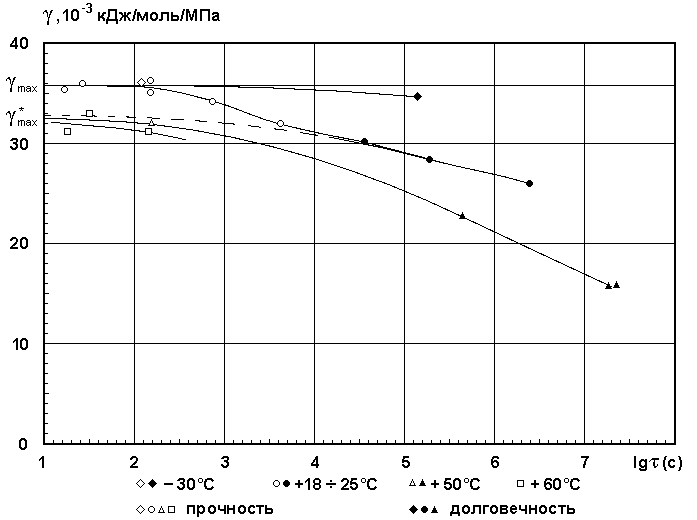 γ, 10⁻³ кДж/моль/МПа
40
γ max
γ* max
30
20
10
0
1 2 3 4 5 6 7 lgτ(c)
◇◆ −30°C ○● +18 ÷ 25°C △▲ +50°C □ +60°C
◇○△□ прочность ◆●▲ долговечность